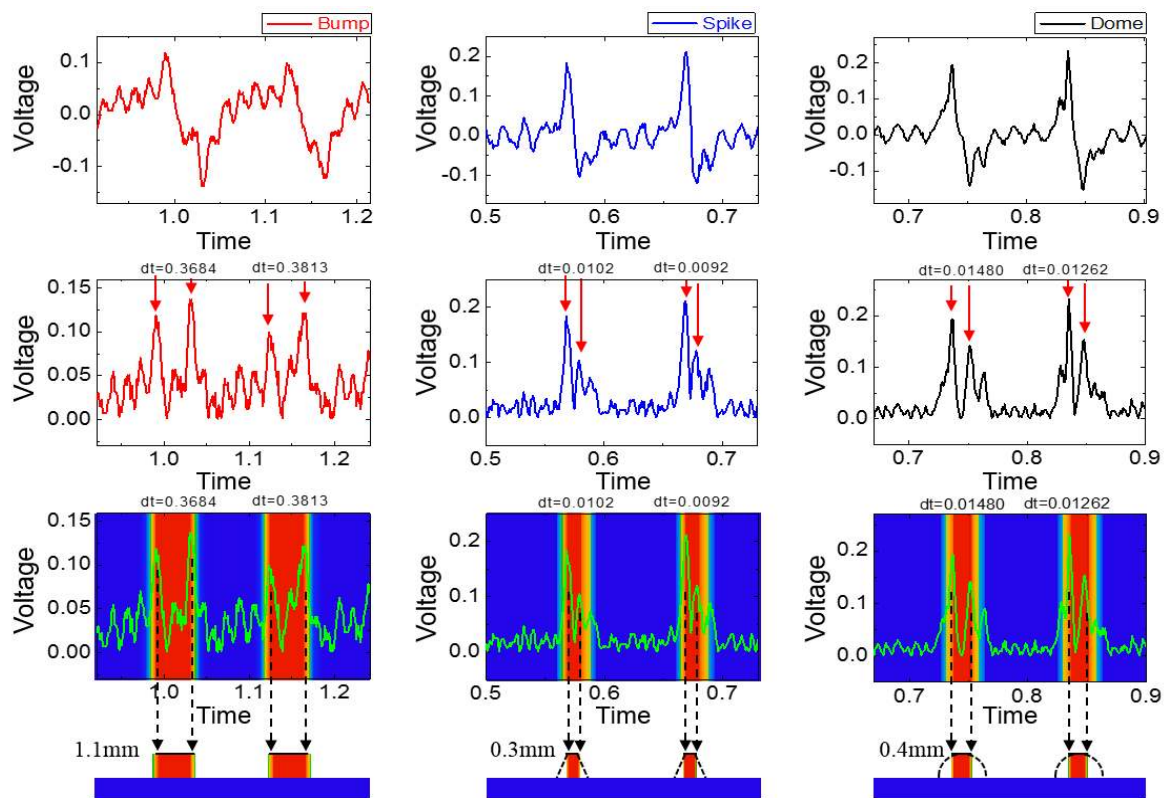 Bump
Spike
Dome
Voltage
0.1
0.0
-0.1
1.0
1.1
1.2
Time
Voltage
0.2
0.1
0.0
-0.1
0.5
0.6
0.7
Time
Voltage
0.2
0.1
0.0
-0.1
0.7
0.8
0.9
Time
dt=0.3684
dt=0.3813
Voltage
0.15
0.10
0.05
0.00
1.0
1.2
Time
dt=0.0102
dt=0.0092
Voltage
0.2
0.1
0.0
0.5
0.6
0.7
Time
dt=0.01480
dt=0.01262
Voltage
0.2
0.1
0.0
0.7
0.8
0.9
Time
dt=0.3684
dt=0.3813
Voltage
0.15
0.10
0.05
0.00
1.0
1.2
Time
dt=0.0102
dt=0.0092
Voltage
0.2
0.1
0.0
0.5
0.6
0.7
Time
dt=0.01480
dt=0.01262
Voltage
0.2
0.1
0.0
0.7
0.8
0.9
Time
1.1mm
0.3mm
0.4mm